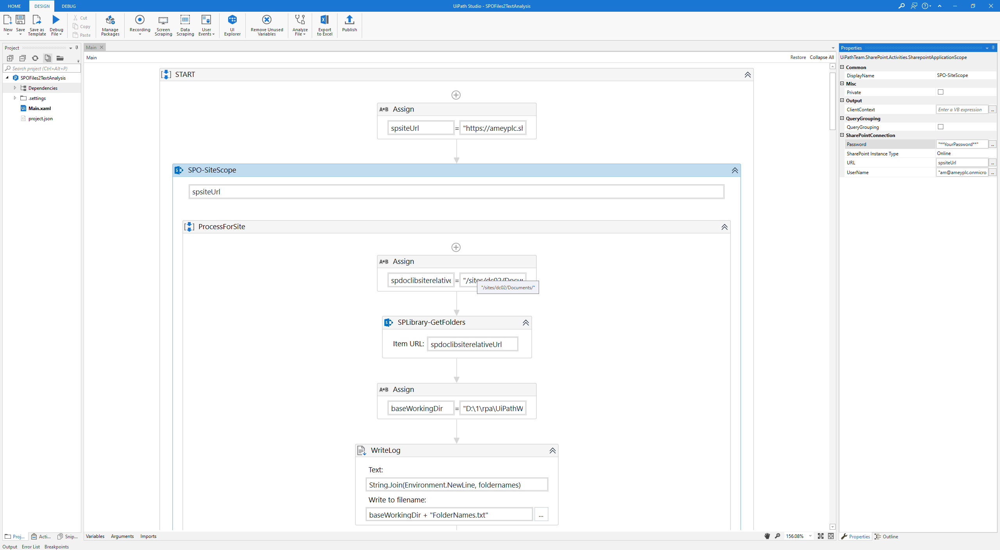 HOME DESIGN DEBUG
UiPath Studio - SPOFiles2TextAnalysis
New
Save
Save as Template
Debug File
Cut
Copy
Paste
Manage Packages
Recording
Screen Scraping
Data Scraping
User Events
UI Explorer
Remove Unused Variables
Analyze File
Export to Excel
Publish
Project
Search project (Ctrl+Alt+P)
SPOFiles2TextAnalysis
Dependencies
.settings
Main.xaml
project.json
Main
Main
Restore Collapse All
START
Assign
spsiteUrl = "https://ameyplc.sh
SPO-SiteScope
spsiteUrl
ProcessForSite
Assign
spdoclibsiterelative = "/sites/dc02/Docum
"/sites/dc02/Documents/"
SPLibrary-GetFolders
Item URL: spdoclibsiterelativeUrl
Assign
baseWorkingDir = "D:\1\rpa\UiPathW
WriteLog
Text:
String.Join(Environment.NewLine, foldernames)
Write to filename:
baseWorkingDir + "FolderNames.txt" ...
Properties
UiPathTeam.SharePoint.Activities.SharepointApplicationScope
Common
DisplayName SPO-SiteScope
Misc
Private
Output
ClientContext Enter a VB expression ...
QueryGrouping
QueryGrouping
SharePointConnection
Password "**YourPassword**" ...
SharePoint Instance Type Online
URL spsiteUrl ...
UserName "am@ameyplc.onmicro ...
Proj... Acti... Snip...
Variables Arguments Imports
156.08%
Properties Outline
Output Error List Breakpoints